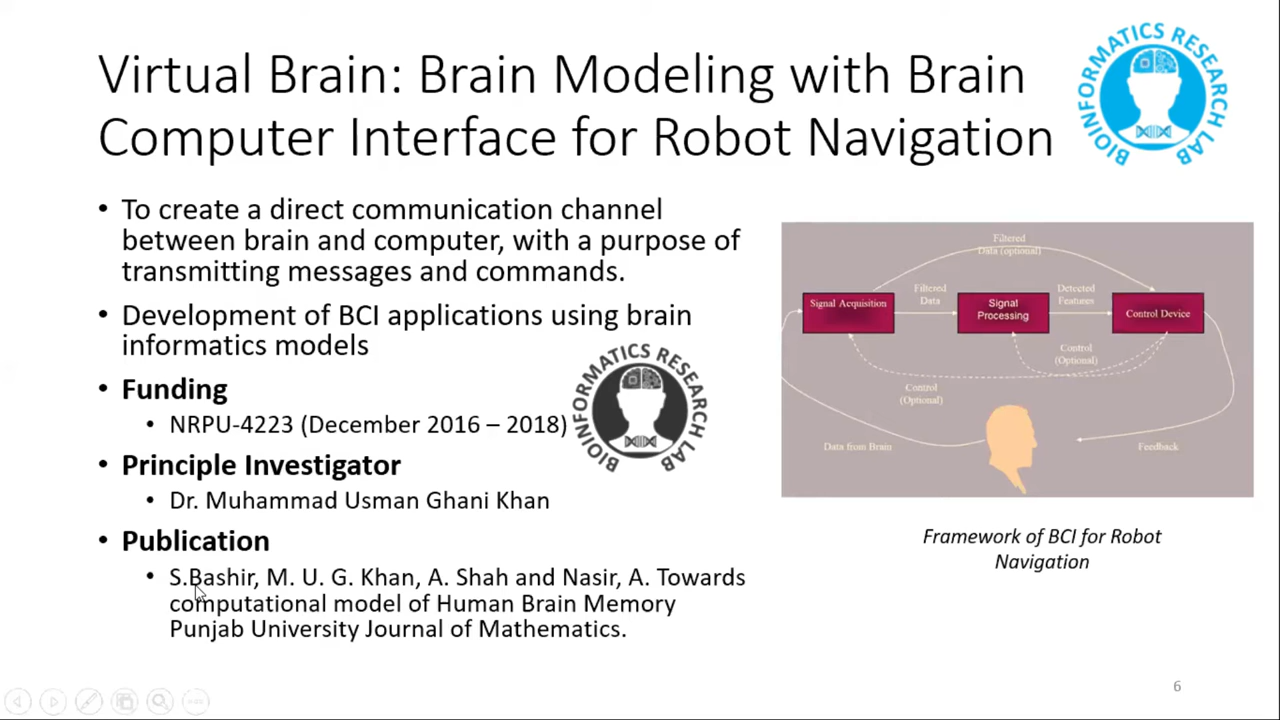 Virtual Brain: Brain Modeling with Brain
Computer Interface for Robot Navigation
BIOINFORMATICS RESEARCH LAB
• To create a direct communication channel
between brain and computer, with a purpose of
transmitting messages and commands.
• Development of BCI applications using brain
informatics models
• Funding
• NRPU-4223 (December 2016 – 2018)
• Principle Investigator
• Dr. Muhammad Usman Ghani Khan
• Publication
• S.Bashir, M. U. G. Khan, A. Shah and Nasir, A. Towards
computational model of Human Brain Memory
Punjab University Journal of Mathematics.
BIOINFORMATICS RESEARCH LAB
Filtered
Data (optional)
Signal Acquisition
Filtered
Data
Signal
Processing
Detected
Features
Control Device
Control
(Optional)
Control
(Optional)
Data from Brain
Feedback
Framework of BCI for Robot
Navigation
6